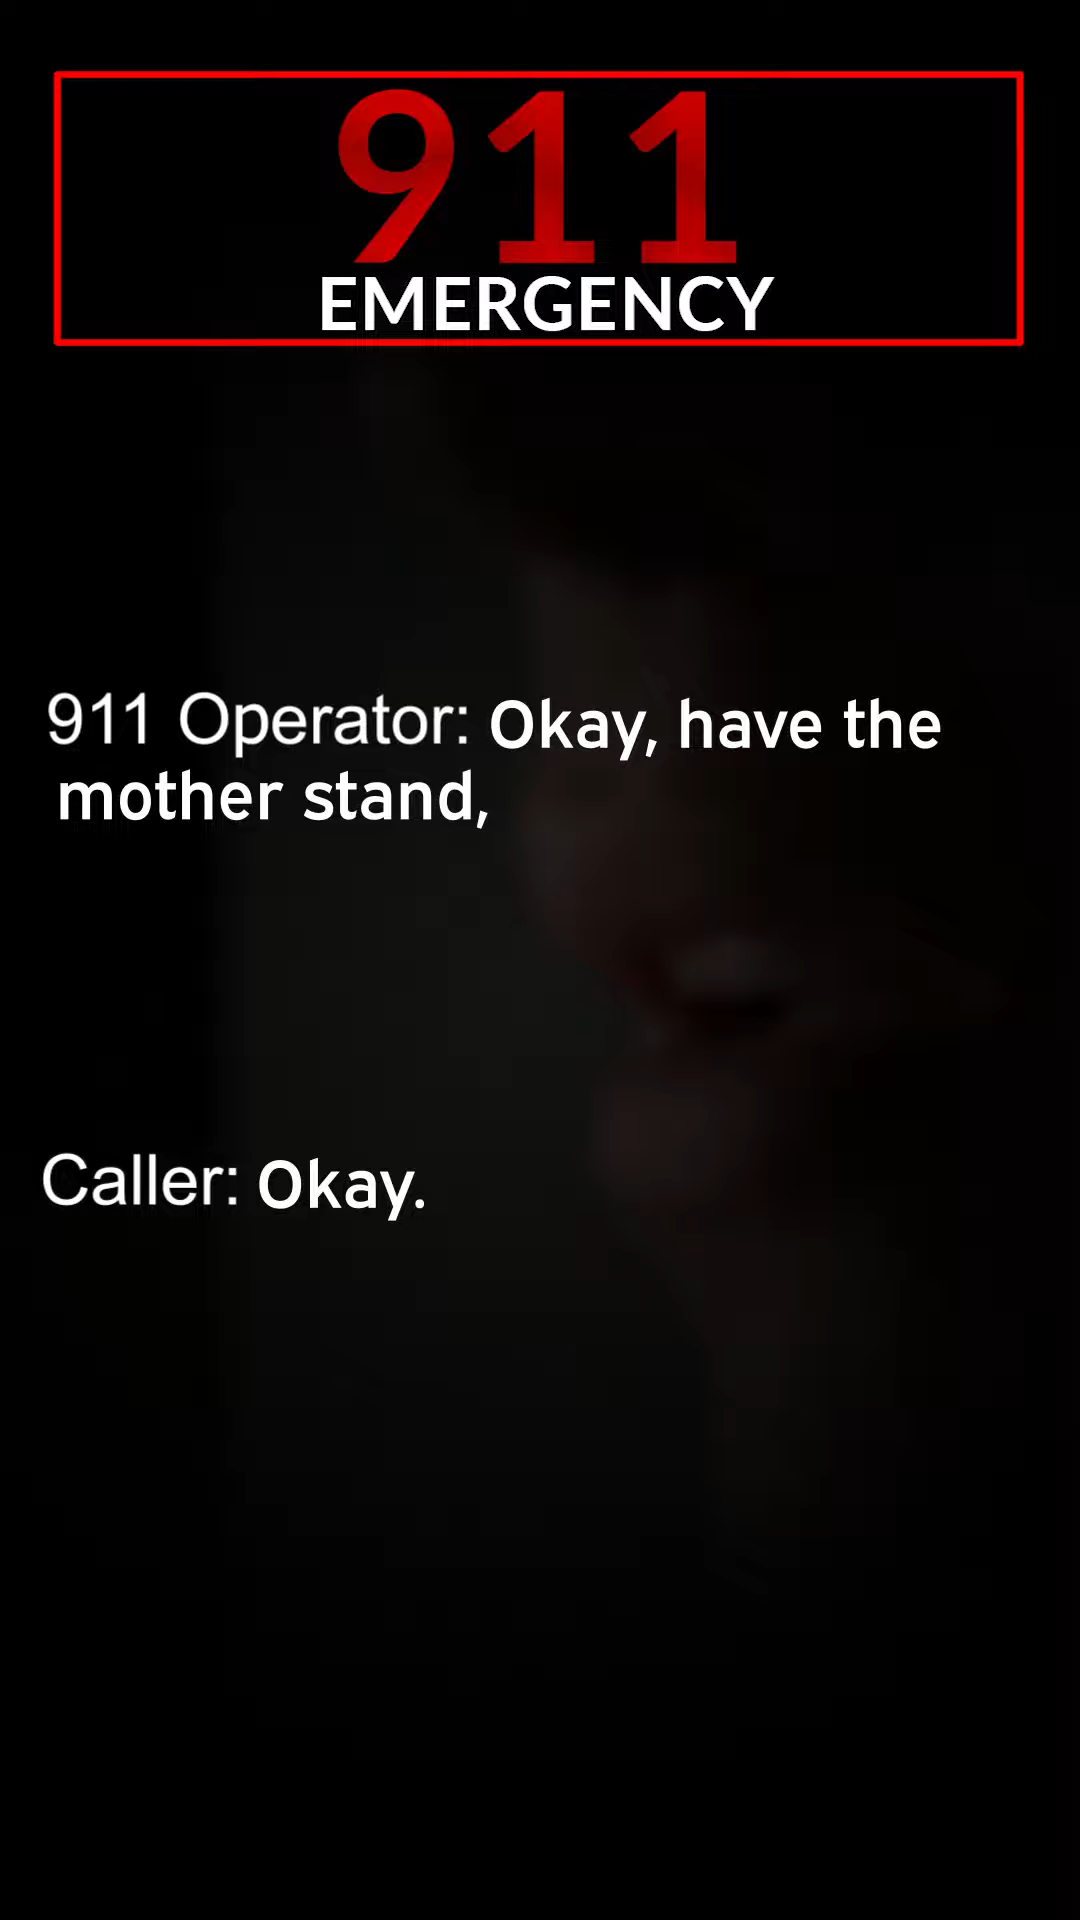 911
EMERGENCY
911 Operator: Okay, have the
mother stand,
Caller: Okay.